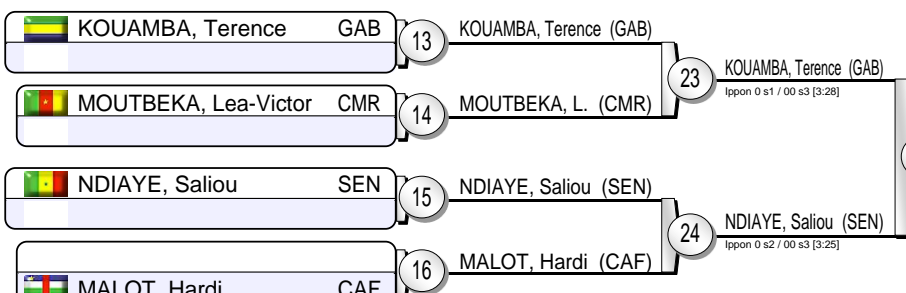 KOUAMBA, Terence GAB
13
KOUAMBA, Terence (GAB)
23
KOUAMBA, Terence (GAB)
Ippon 0 s1 / 00 s3 [3:28]
MOUTBEKA, Lea-Victor CMR
14
MOUTBEKA, L. (CMR)
NDIAYE, Saliou SEN
15
NDIAYE, Saliou (SEN)
24
NDIAYE, Saliou (SEN)
Ippon 0 s2 / 00 s3 [3:25]
MALOT, Hardi CAF
16
MALOT, Hardi (CAF)